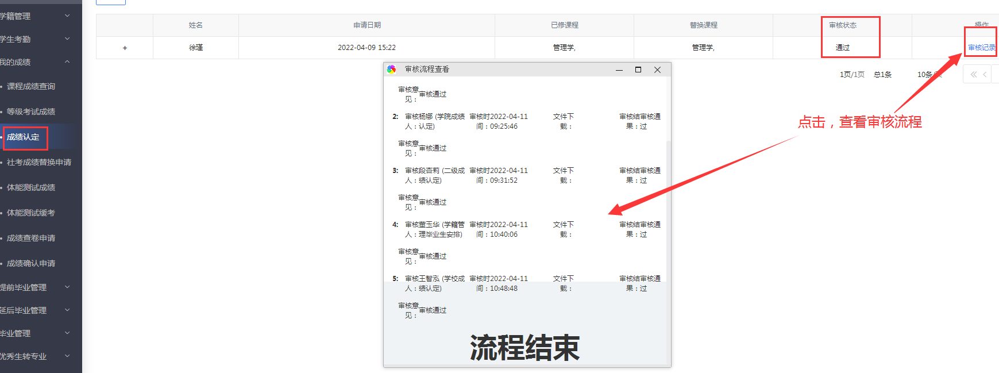 学籍管理
学生考勤
我的成绩
课程成绩查询
等级考试成绩
成绩认定
社考成绩替换申请
体能测试成绩
体能测试缓考
成绩查卷申请
成绩确认申请
提前毕业管理
延后毕业管理
毕业管理
优秀生转专业
姓名 申请日期 已修课程 替换课程 审核状态 操作
+ 徐瑾 2022-04-09 15:22 管理学, 管理学, 通过 审核记录
1页/1页 总1条 10条/页
点击，查看审核流程
审核流程查看
审核意
见： 审核通过
2: 审核杨娜 (学院成绩 审核时2022-04-11 文件下 审核结审核通
人：认定) 间：09:25:46 载： 果：过
审核意
见： 审核通过
3: 审核段杏莉 (二级成 审核时2022-04-11 文件下 审核结审核通
人：绩认定) 间：09:31:52 载： 果：过
审核意
见： 审核通过
4: 审核董玉华 (学籍管 审核时2022-04-11 文件下 审核结审核通
人：理毕业生安排) 间：10:40:06 载： 果：过
审核意
见： 审核通过
5: 审核王智泓 (学校成 审核时2022-04-11 文件下 审核结审核通
人：绩认定) 间：10:48:48 载： 果：过
审核意
见： 审核通过
流程结束